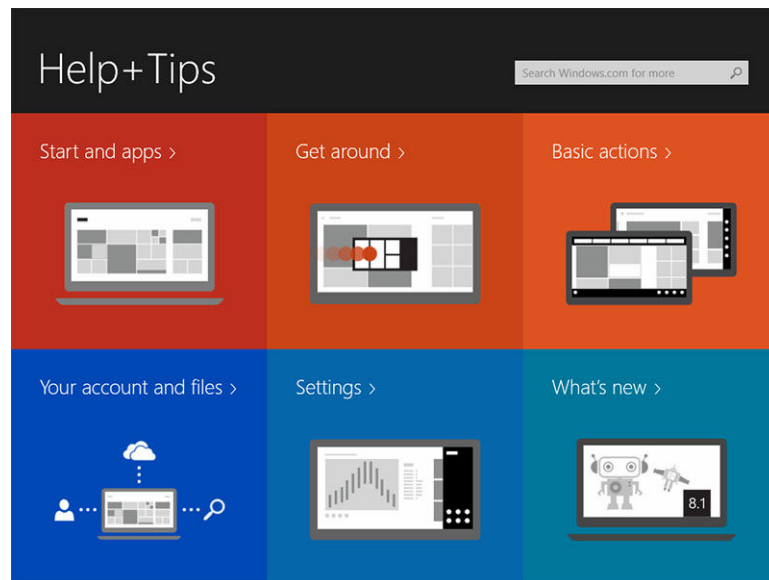 Help+Tips
Search Windows.com for more
Start and apps >
Get around >
Basic actions >
Your account and files >
Settings >
What's new >
8.1